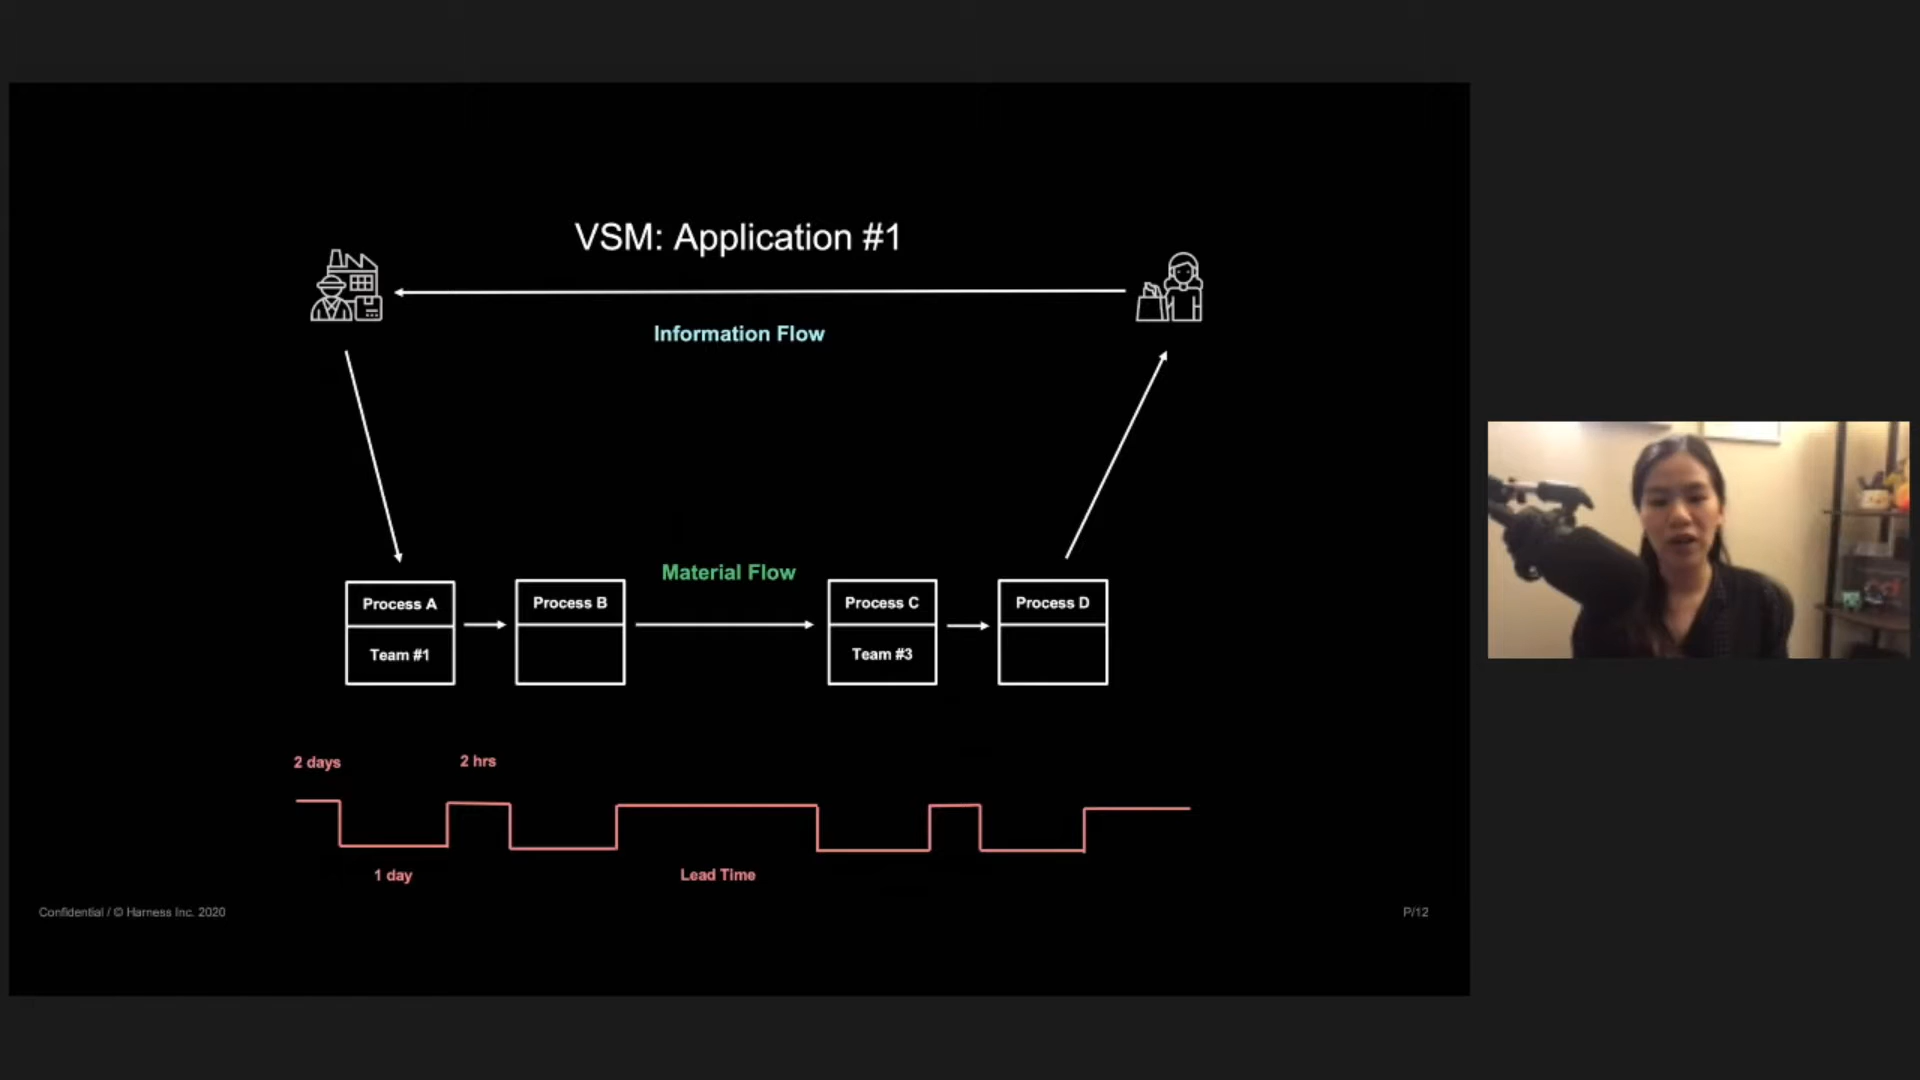 VSM: Application #1
Information Flow
Material Flow
Process A
Process B
Process C
Process D
Team #1
Team #3
2 days
2 hrs
1 day
Lead Time
Confidential / © Harness Inc. 2020
P/12